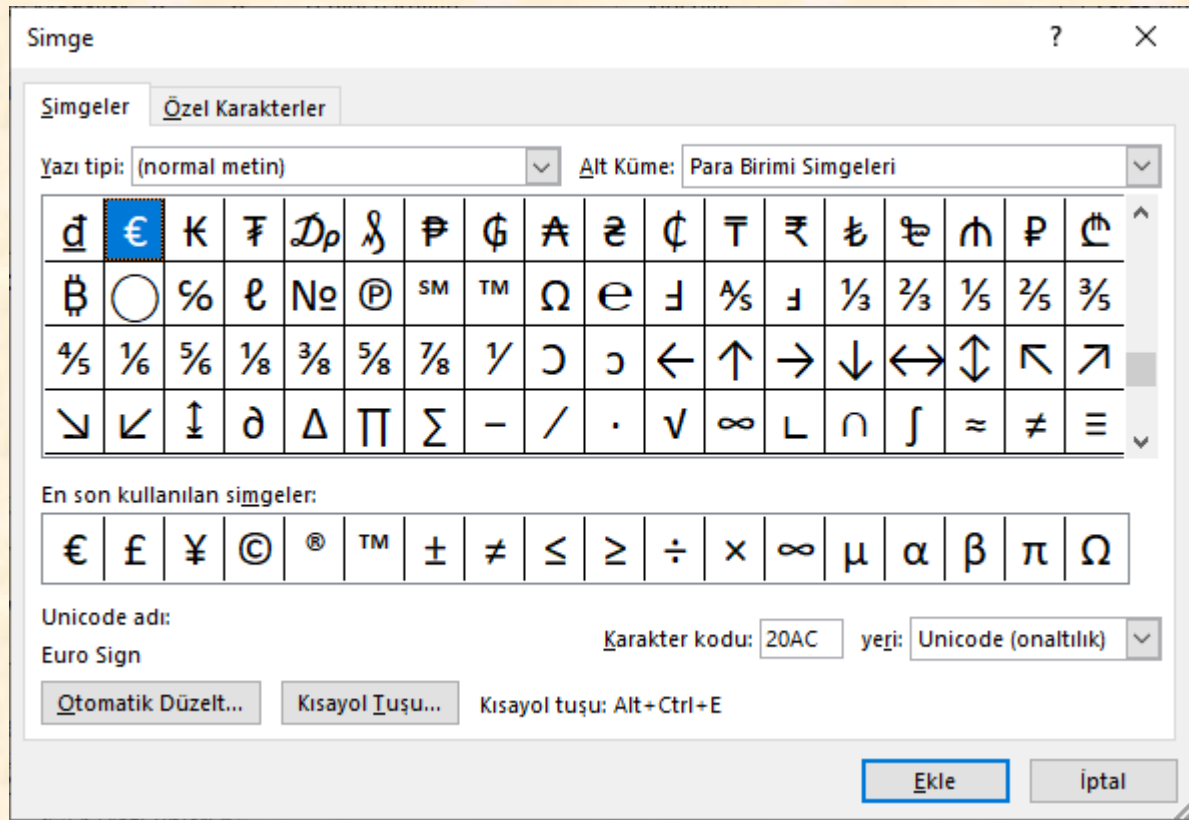 Simge ? ×
Simgeler Özel Karakterler
Yazı tipi: (normal metin) Alt Küme: Para Birimi Simgeleri
₫ € ₭ ₮ ₯ ₰ ₱ ₲ ₳ ₴ ₵ ₸ ₹ ₺ ₻ ₼ ₽ ₾
₿ ◯ ℅ ℓ № ℗ ℠ ™ Ω ℮ Ⅎ ⅍ ⅎ ⅓ ⅔ ⅕ ⅖ ⅗
⅘ ⅙ ⅚ ⅛ ⅜ ⅝ ⅞ ⅟ Ↄ ↄ ← ↑ → ↓ ↔ ↕ ↖ ↗
↘ ↙ ↨ ∂ ∆ ∏ ∑ − ∕ ∙ √ ∞ ∟ ∩ ∫ ≈ ≠ ≡
En son kullanılan simgeler:
€ £ ¥ © ® ™ ± ≠ ≤ ≥ ÷ × ∞ µ α β π Ω
Unicode adı:
Euro Sign
Karakter kodu: 20AC yeri: Unicode (onaltılık)
Otomatik Düzelt... Kısayol Tuşu... Kısayol tuşu: Alt+Ctrl+E
Ekle İptal